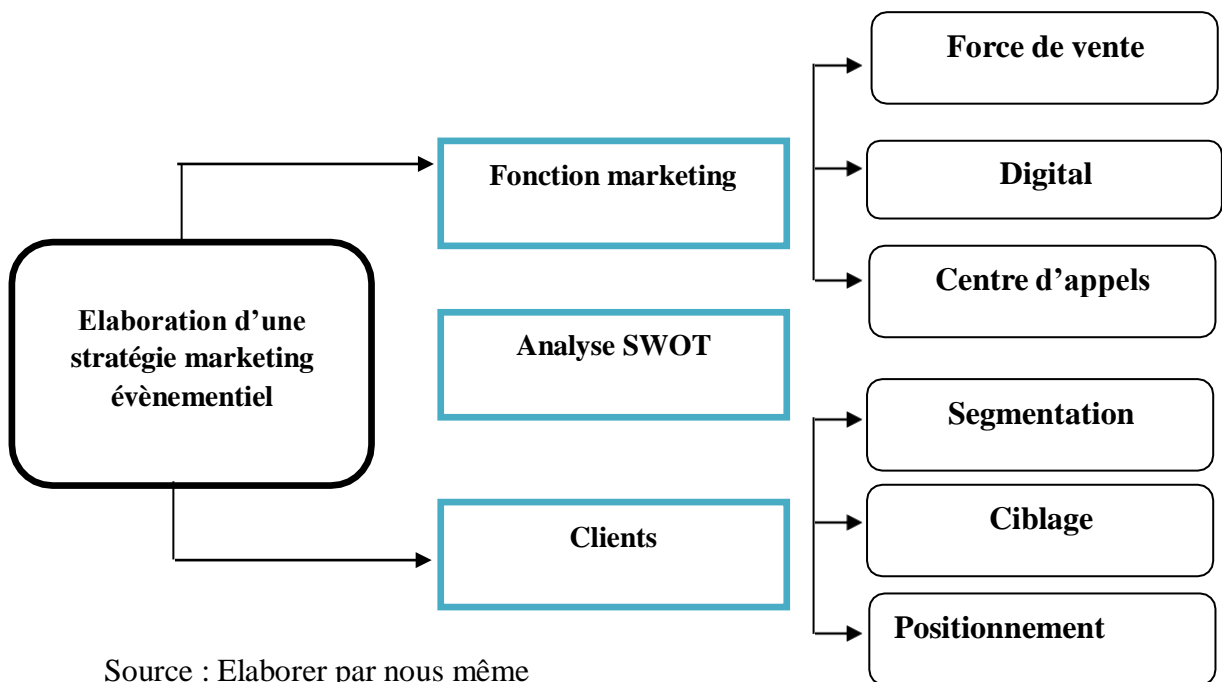 Force de vente
Fonction marketing
Digital
Centre d'appels
Elaboration d'une
stratégie marketing
évènementiel
Analyse SWOT
Segmentation
Clients
Ciblage
Positionnement
Source : Elaborer par nous même